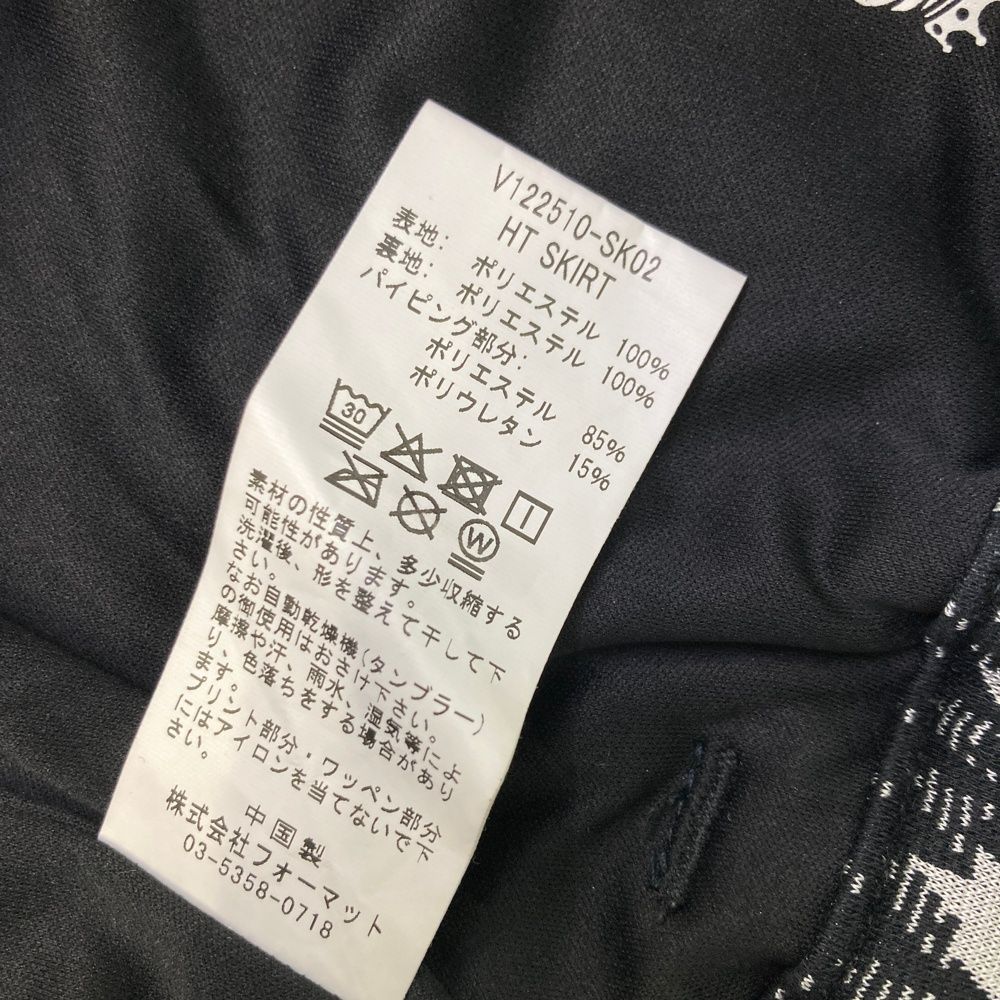 V122510-SK02
HT SKIRT
表地: ポリエステル 100%
裏地: ポリエステル 100%
パイピング部分:
ポリエステル 85%
ポリウレタン 15%
30
W
素材の性質上、多少収縮する
可能性があります。
洗濯後、形を整えて干して下
さい。
なお自動乾燥機(タンブラー)
の御使用はおさけ下さい。
摩擦や汗、雨水、湿気等によ
り、色落ちをする場合があり
ます。
プリント部分・ワッペン部分
にはアイロンを当てないで下
さい。
中国製
株式会社フォーマット
03-5358-0718